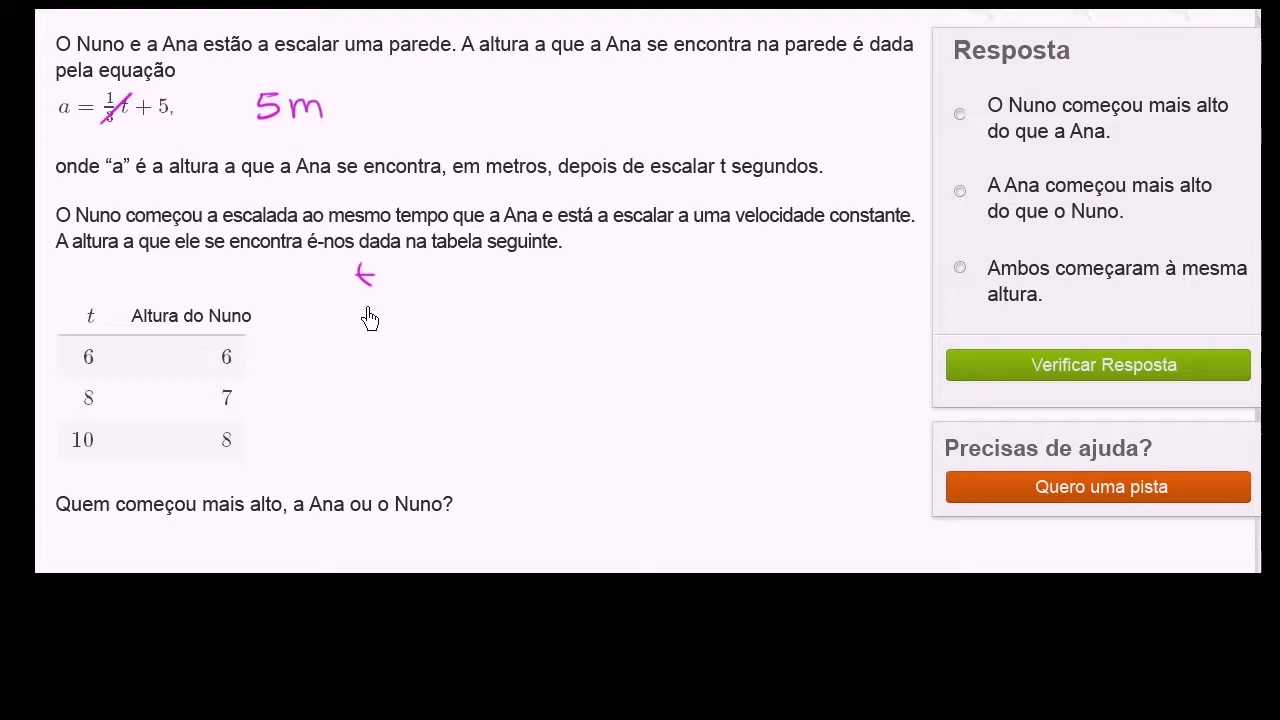 O Nuno e a Ana estão a escalar uma parede. A altura a que a Ana se encontra na parede é dada
pela equação
a = 1/3 t + 5,
5 m
onde “a” é a altura a que a Ana se encontra, em metros, depois de escalar t segundos.
O Nuno começou a escalada ao mesmo tempo que a Ana e está a escalar a uma velocidade constante.
A altura a que ele se encontra é-nos dada na tabela seguinte.
t
t Altura do Nuno
6 6
8 7
10 8
Quem começou mais alto, a Ana ou o Nuno?
Resposta
O Nuno começou mais alto
do que a Ana.
A Ana começou mais alto
do que o Nuno.
Ambos começaram à mesma
altura.
Verificar Resposta
Precisas de ajuda?
Quero uma pista